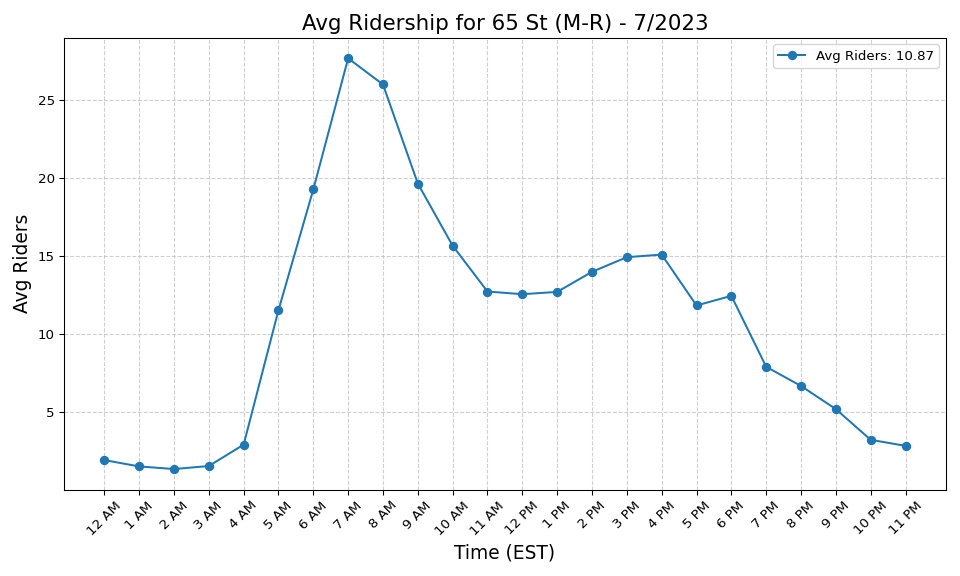 Avg Ridership for 65 St (M-R) - 7/2023
Avg Riders: 10.87
Avg Riders
25
20
15
10
5
12 AM
1 AM
2 AM
3 AM
4 AM
5 AM
6 AM
7 AM
8 AM
9 AM
10 AM
11 AM
12 PM
1 PM
2 PM
3 PM
4 PM
5 PM
6 PM
7 PM
8 PM
9 PM
10 PM
11 PM
Time (EST)